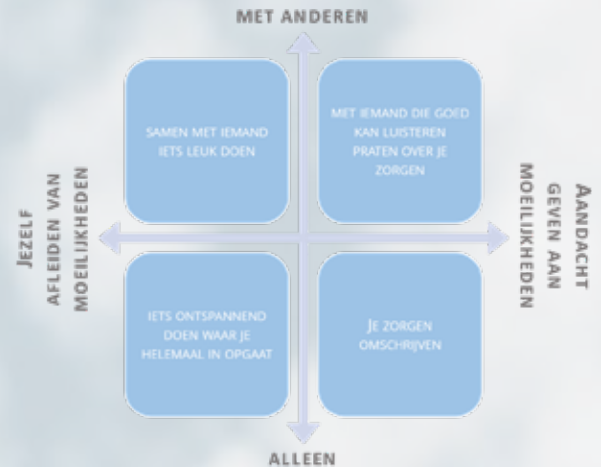 MET ANDEREN
SAMEN MET IEMAND
IETS LEUK DOEN
MET IEMAND DIE GOED
KAN LUISTEREN
PRATEN OVER JE
ZORGEN
JEZELF
AFLEIDEN VAN
MOEILIJKHEDEN
AANDACHT
GEVEN AAN
MOEILIJKHEDEN
IETS ONTSPANNEND
DOEN WAAR JE
HELEMAAL IN OPGAAT
JE ZORGEN
OMSCHRIJVEN
ALLEEN